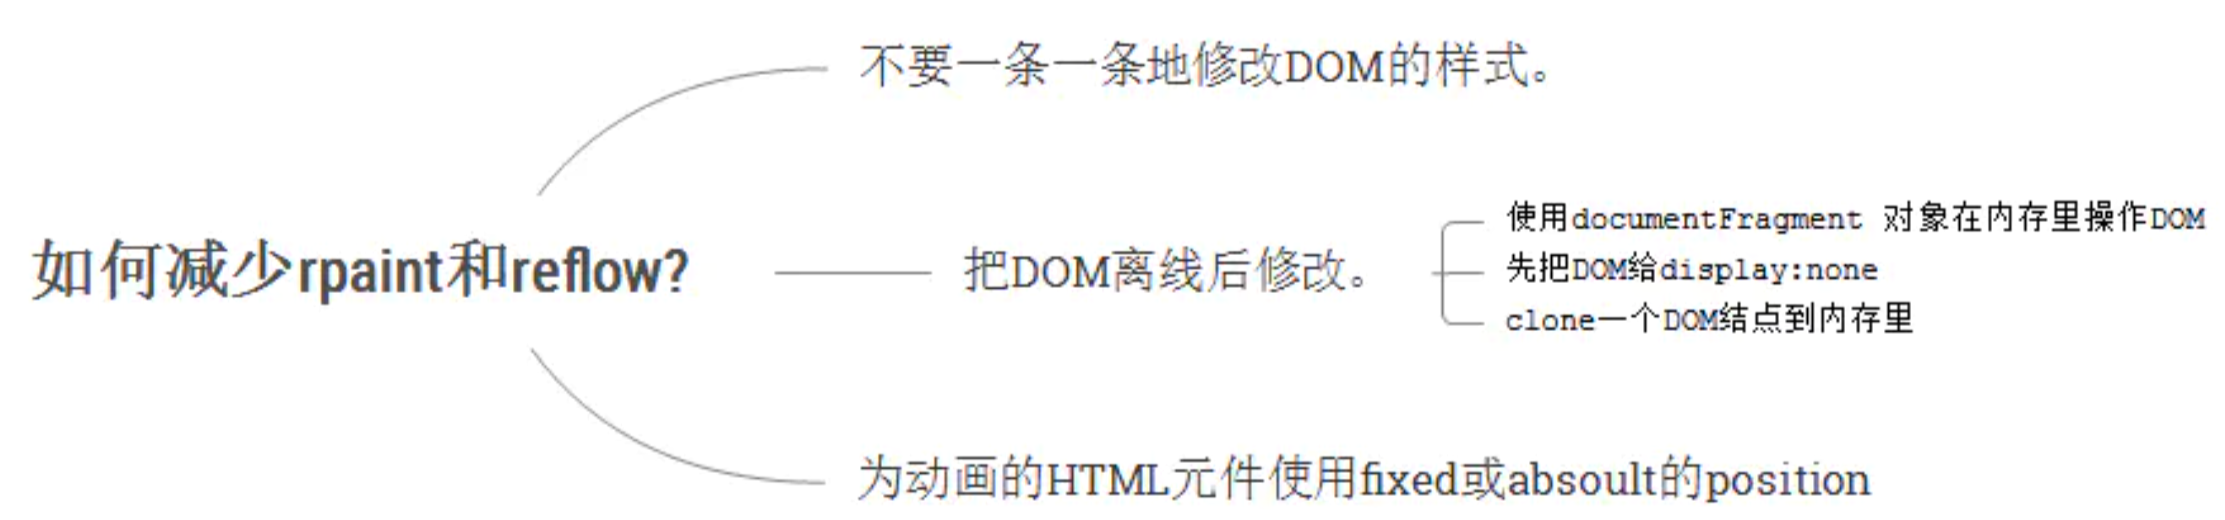 如何减少rpaint和reflow?
不要一条一条地修改DOM的样式。
把DOM离线后修改。
使用documentFragment 对象在内存里操作DOM
先把DOM给display:none
clone一个DOM结点到内存里
为动画的HTML元件使用fixed或absoult的position